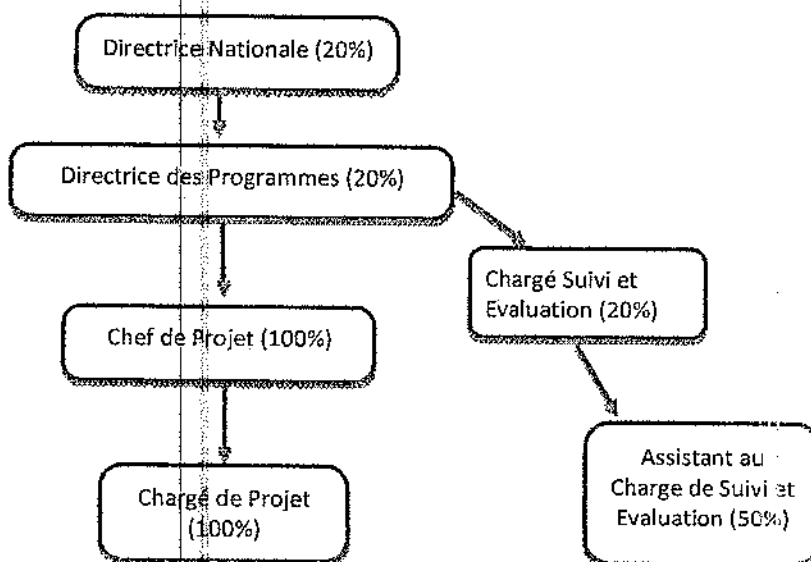 Directrice Nationale (20%)
Directrice des Programmes (20%)
Chargé Suivi et
Evaluation (20%)
Chef de Projet (100%)
Chargé de Projet
(100%)
Assistant au
Charge de Suivi et
Evaluation (50%)